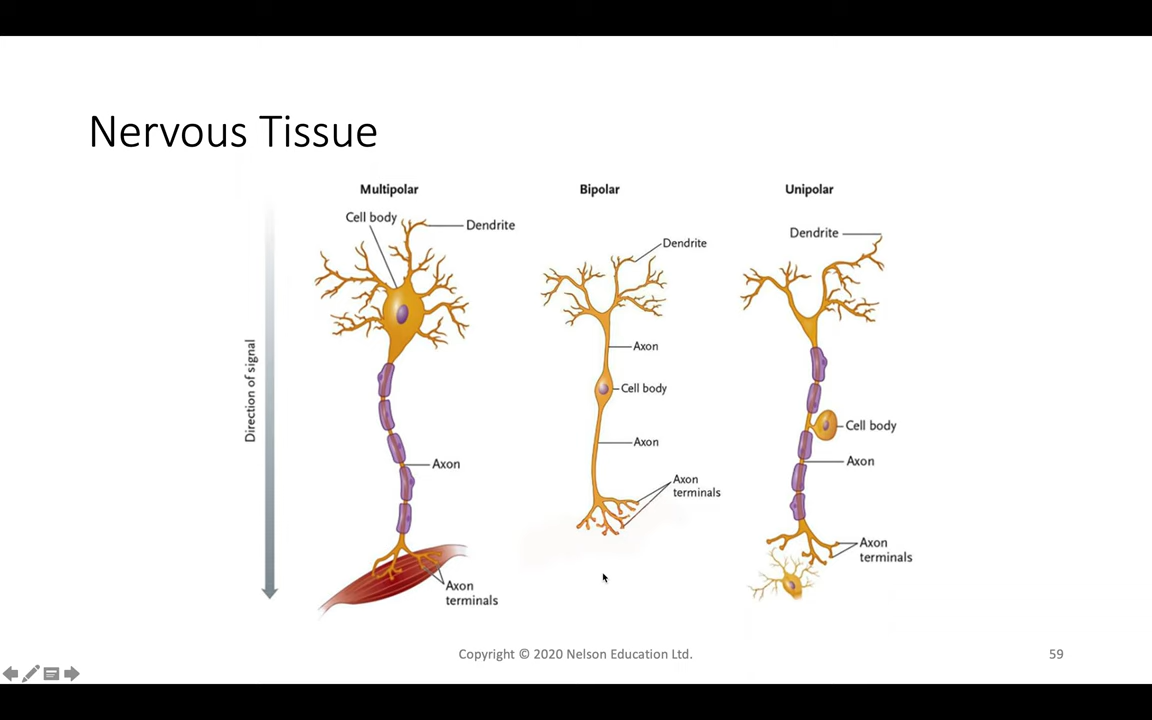 Nervous Tissue
Multipolar
Bipolar
Unipolar
Cell body
Dendrite
Dendrite
Dendrite
Axon
Cell body
Axon
Axon
terminals
Axon
Axon
terminals
Cell body
Axon
Axon
terminals
Direction of signal
Copyright © 2020 Nelson Education Ltd.
59